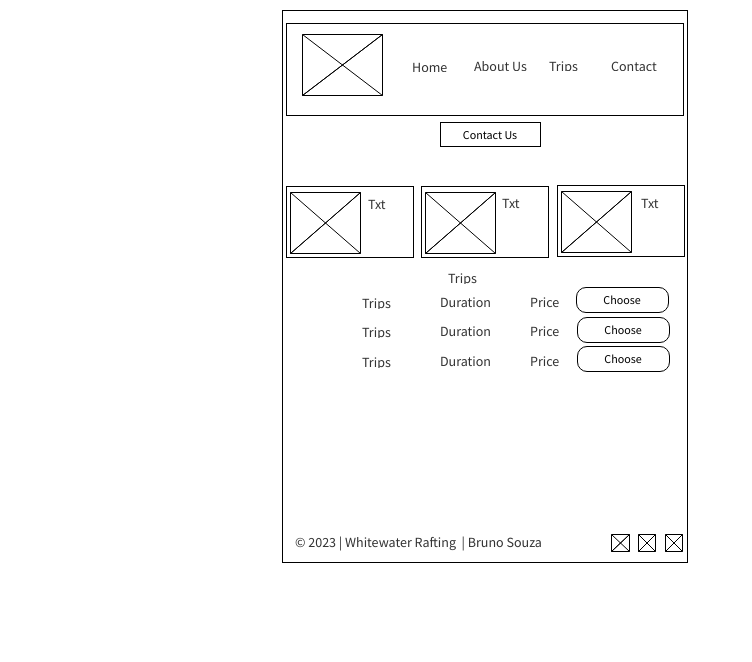 Home About Us Trips Contact
Contact Us
Txt Txt Txt
Trips
Trips Duration Price Choose
Trips Duration Price Choose
Trips Duration Price Choose
© 2023 | Whitewater Rafting | Bruno Souza